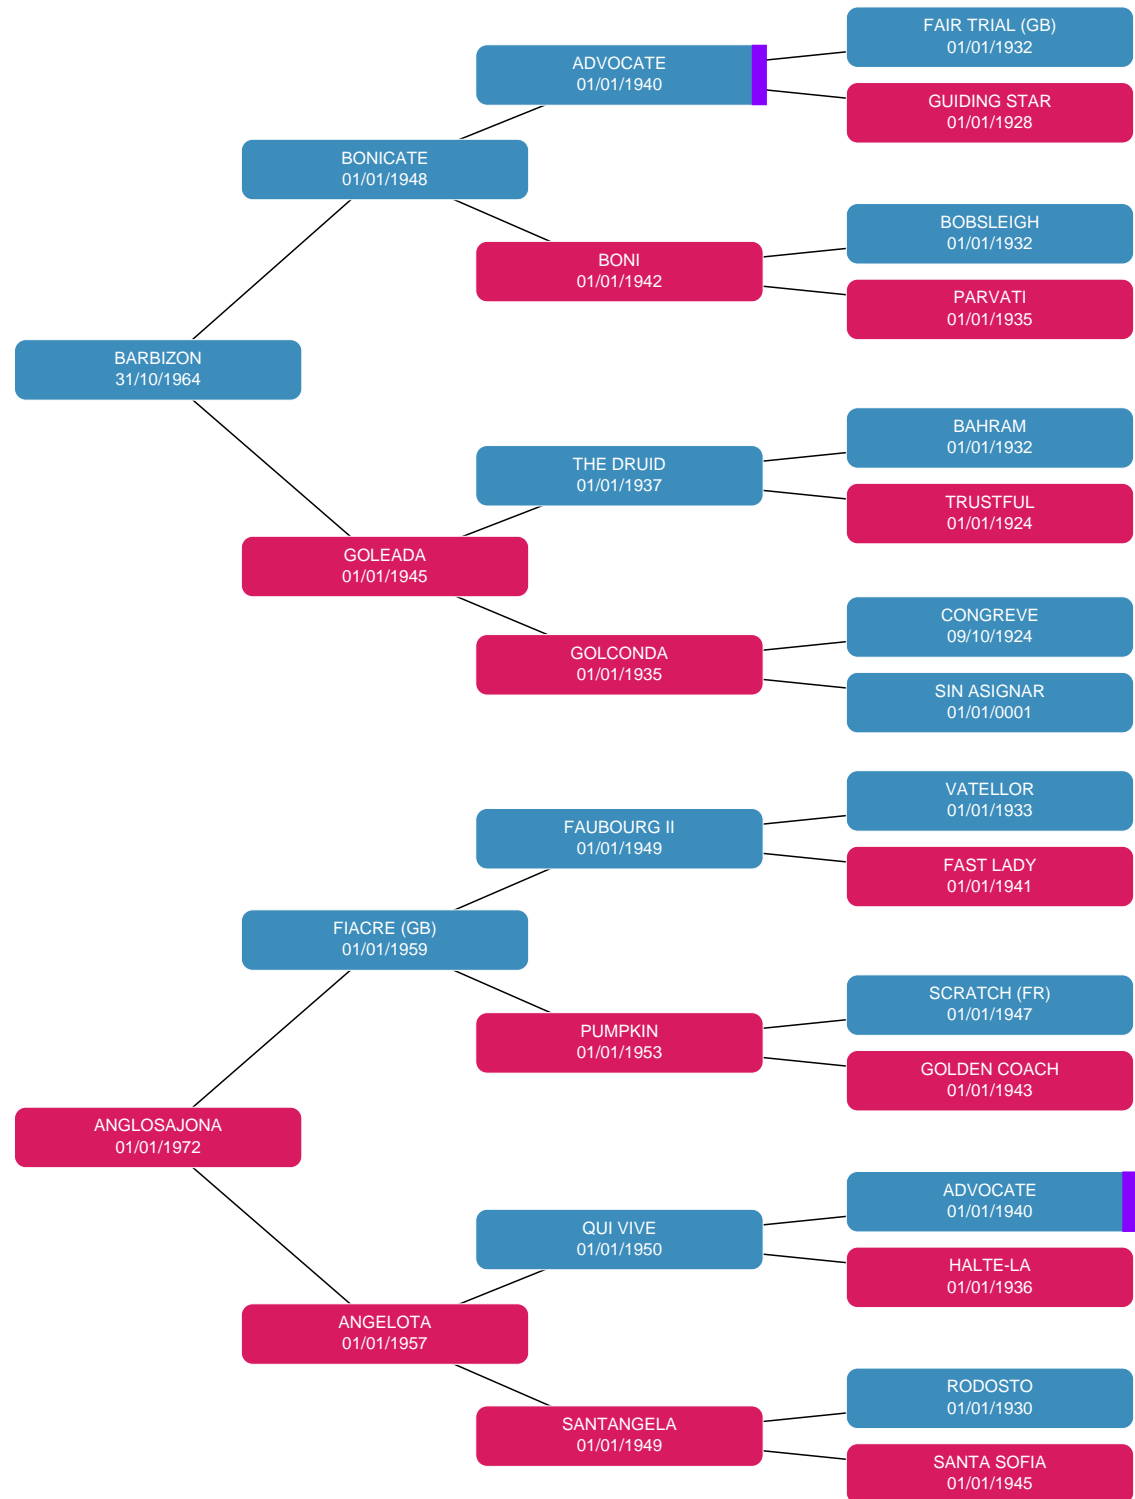 FAIR TRIAL (GB)
01/01/1932
ADVOCATE
01/01/1940
GUIDING STAR
01/01/1928
BONICATE
01/01/1948
BOBSLEIGH
01/01/1932
BONI
01/01/1942
PARVATI
01/01/1935
BARBIZON
31/10/1964
BAHRAM
01/01/1932
THE DRUID
01/01/1937
TRUSTFUL
01/01/1924
GOLEADA
01/01/1945
CONGREVE
09/10/1924
GOLCONDA
01/01/1935
SIN ASIGNAR
01/01/0001
VATELLOR
01/01/1933
FAUBOURG II
01/01/1949
FAST LADY
01/01/1941
FIACRE (GB)
01/01/1959
SCRATCH (FR)
01/01/1947
PUMPKIN
01/01/1953
GOLDEN COACH
01/01/1943
ANGLOSAJONA
01/01/1972
ADVOCATE
01/01/1940
QUI VIVE
01/01/1950
HALTE-LA
01/01/1936
ANGELOTA
01/01/1957
RODOSTO
01/01/1930
SANTANGELA
01/01/1949
SANTA SOFIA
01/01/1945